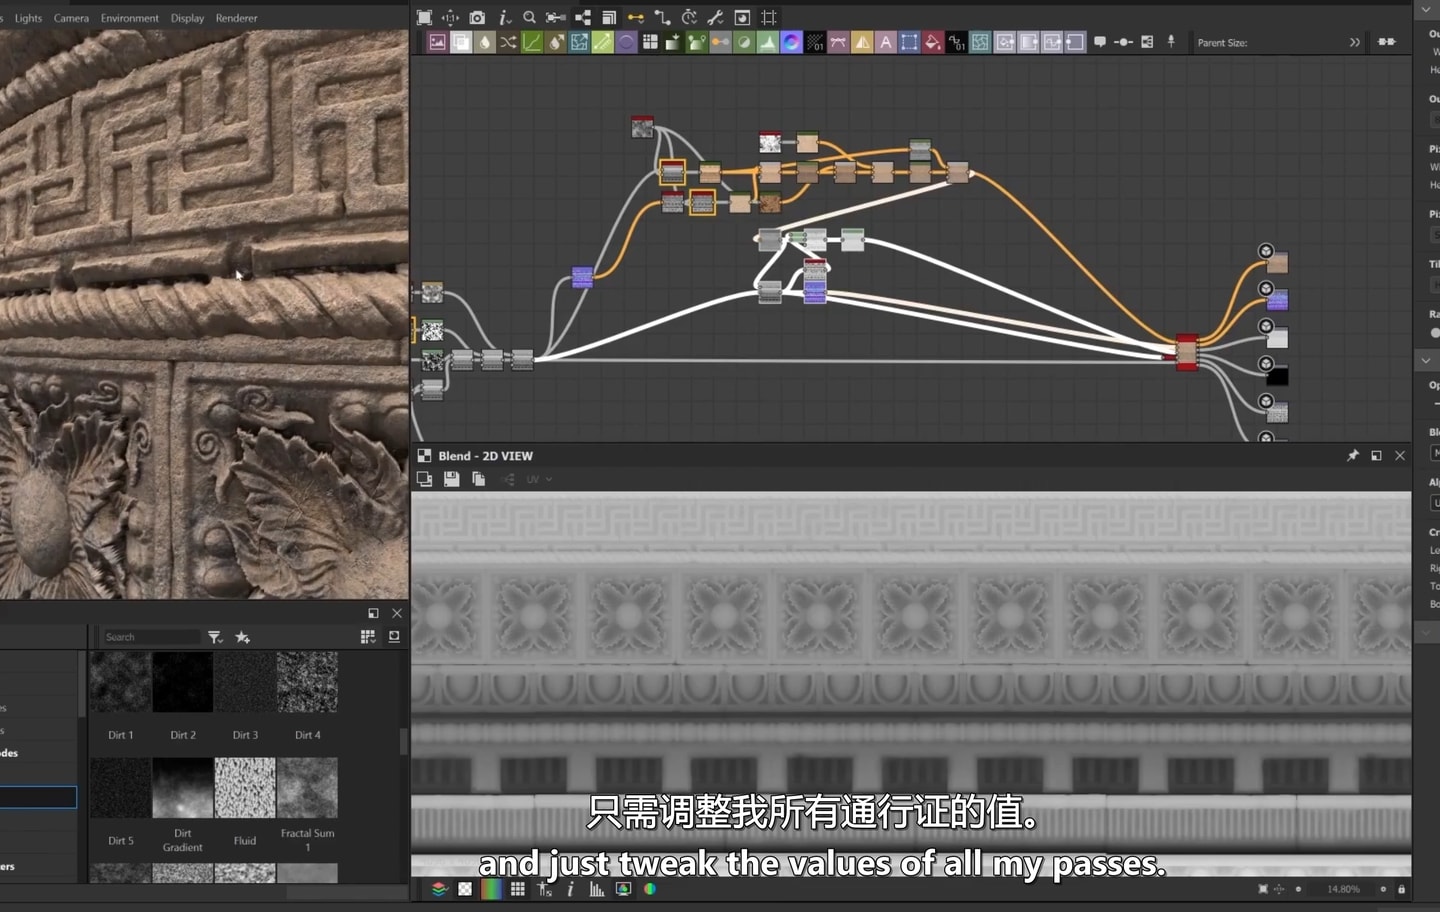 Lights Camera Environment Display Renderer
Parent Size:
Blend - 2D VIEW
UV
Search
Dirt 1 Dirt 2 Dirt 3 Dirt 4
Dirt 5 Dirt Gradient Fluid Fractal Sum 1
只需调整我所有通行证的值。
and just tweak the values of all my passes.
14.80%